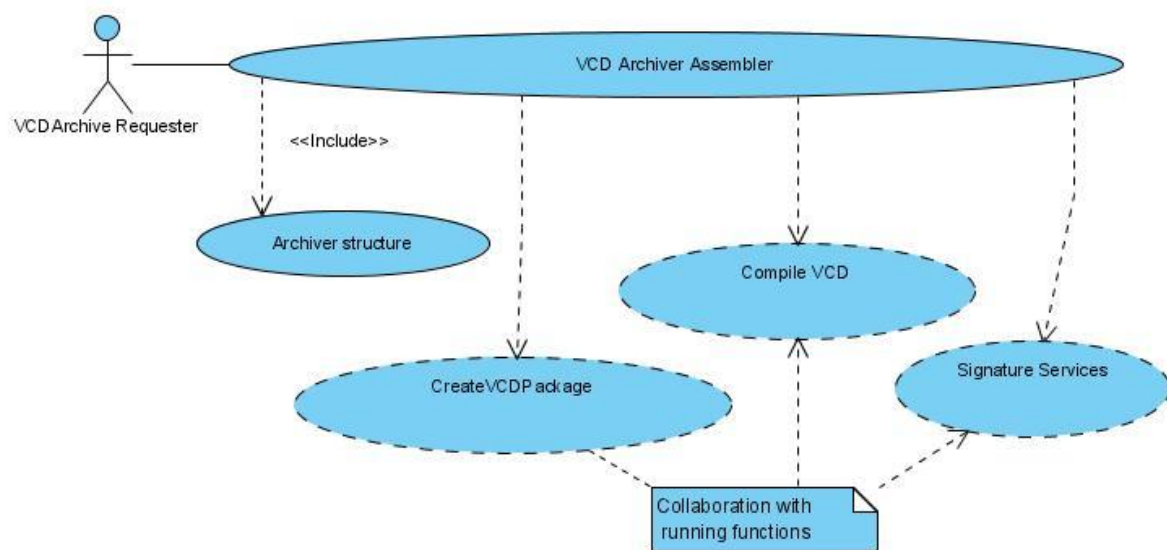 VCD Archiver Assembler
VCDArchive Requester
<<Include>>
Archiver structure
Compile VCD
CreateVCDPackage
Signature Services
Collaboration with
running functions